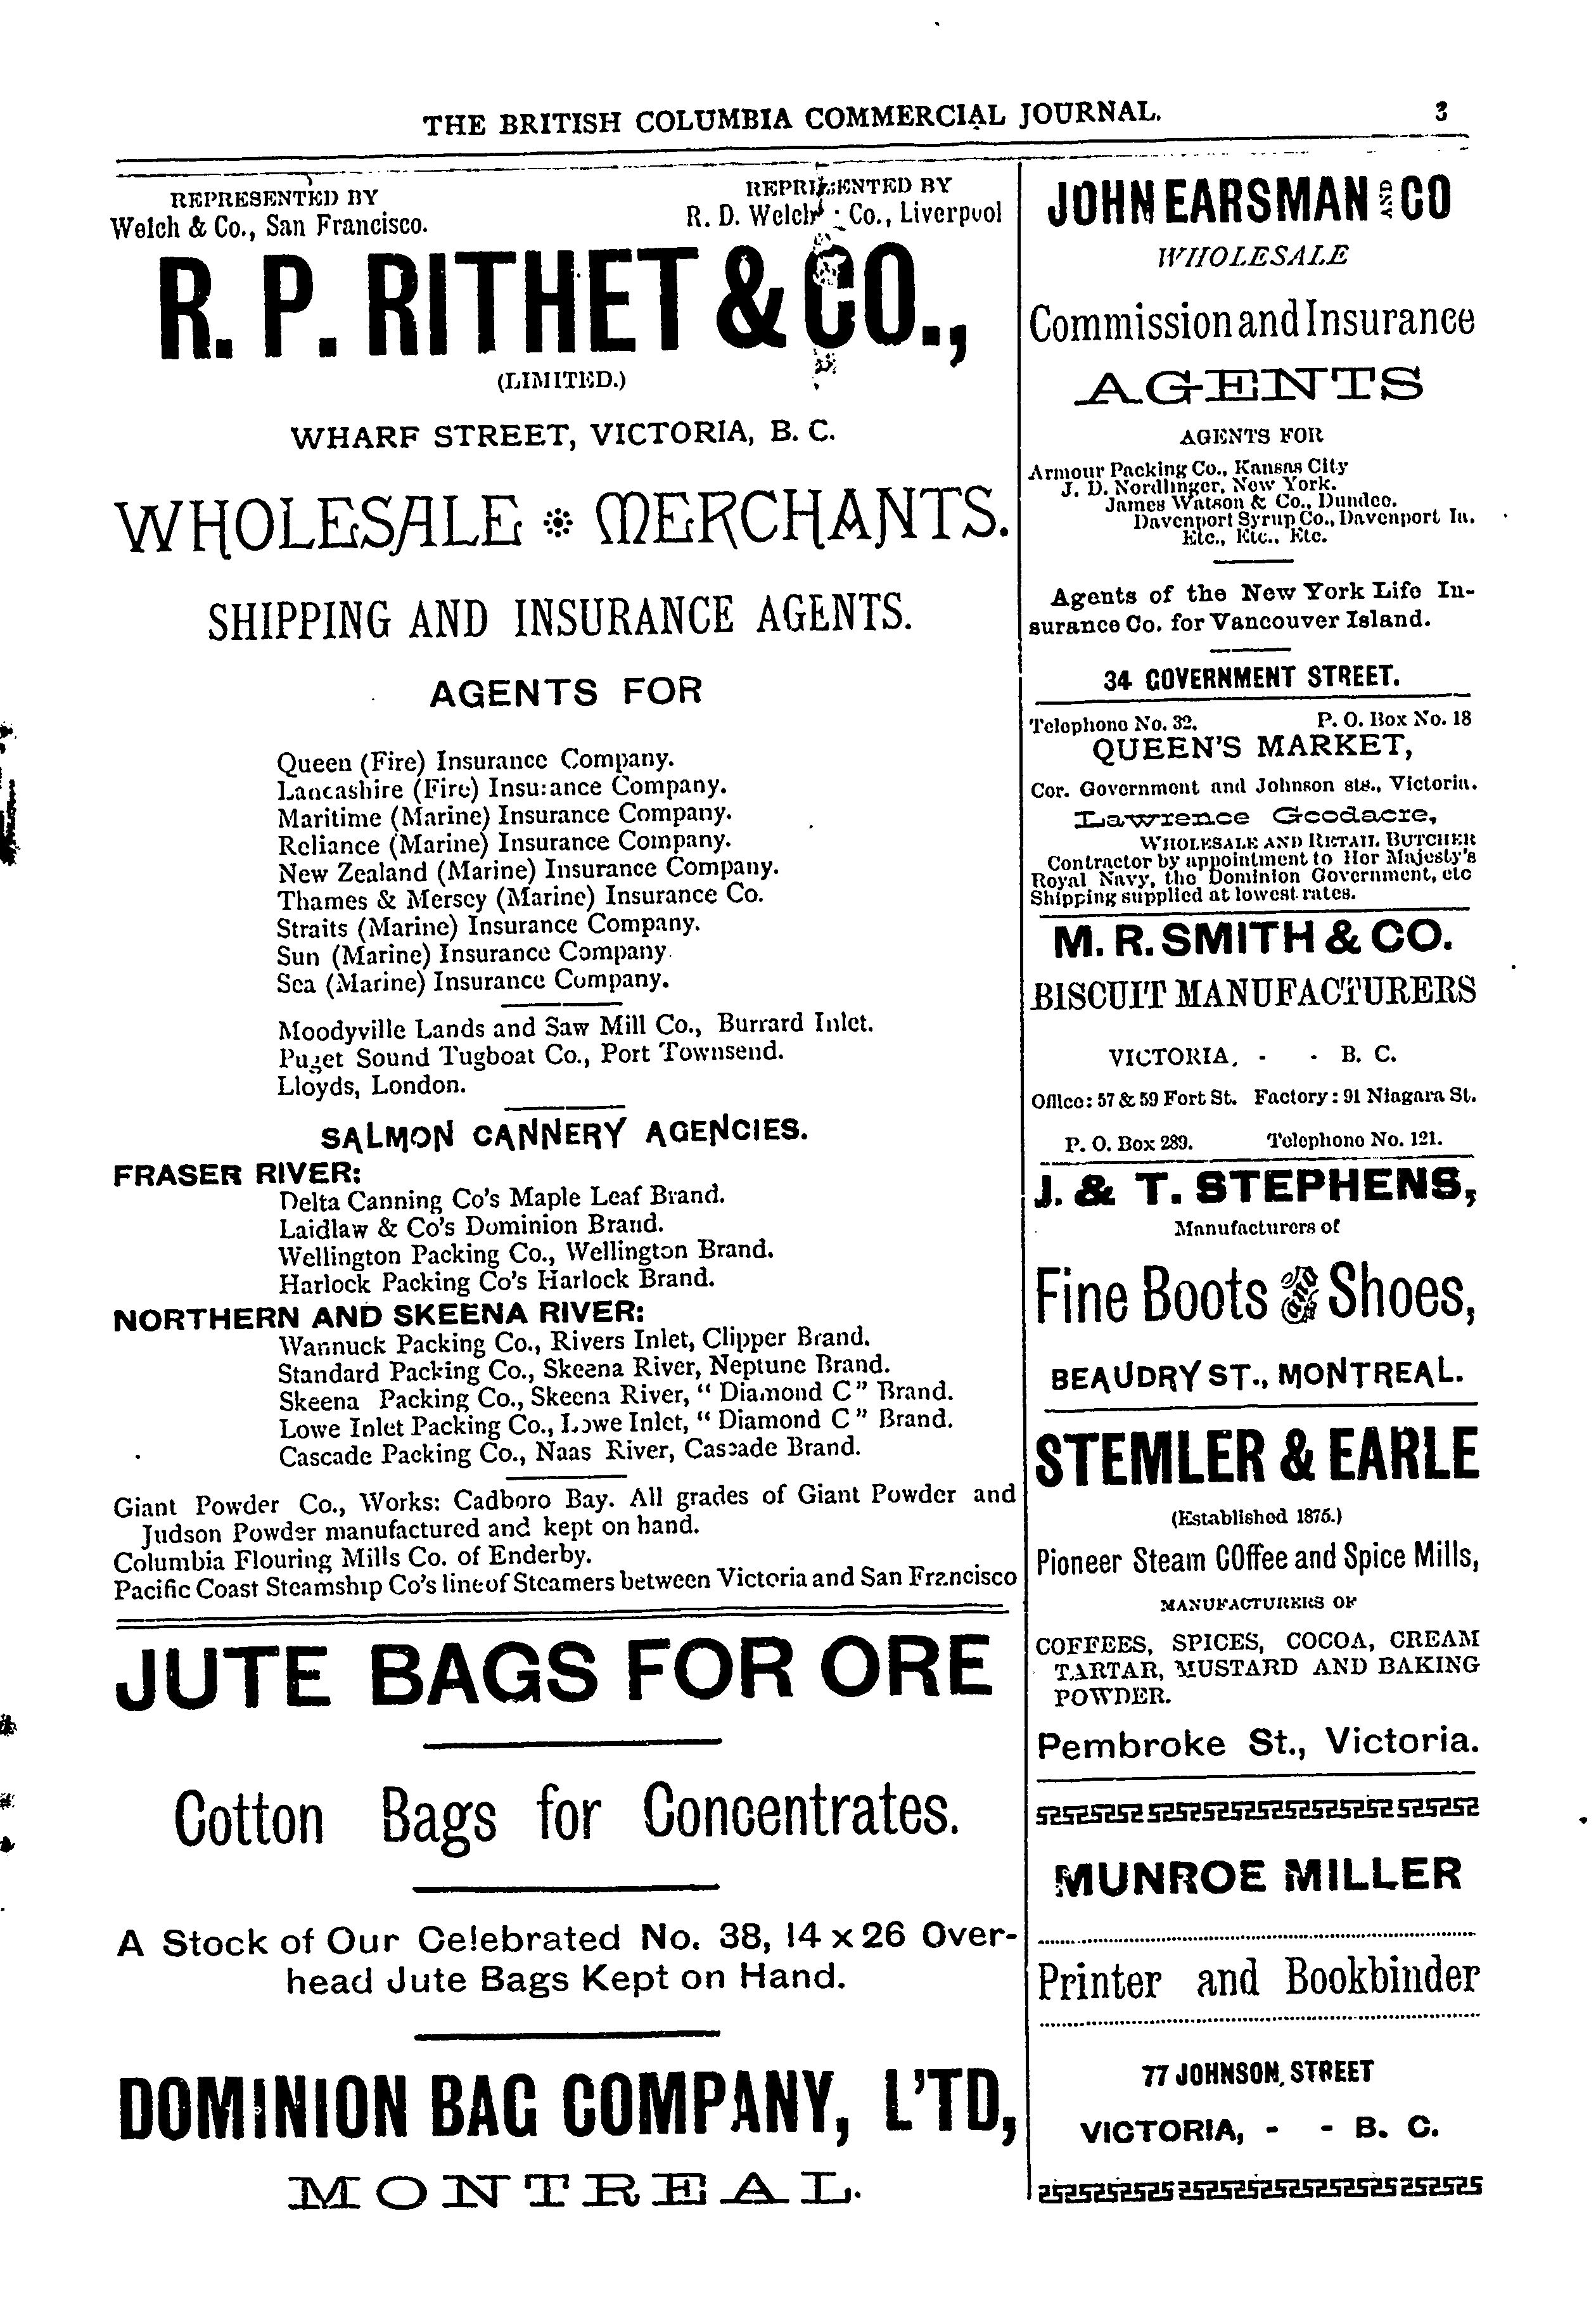 THE BRITISH COLUMBIA COMMERCIAL JOURNAL. 3
REPRESENTED BY
Welch & Co., San Francisco.
REPRESENTED BY
R. D. Welch Co., Liverpool
R. P. RITHET & CO.,
(LIMITED.)
WHARF STREET, VICTORIA, B. C.
WHOLESALE MERCHANTS.
SHIPPING AND INSURANCE AGENTS.
AGENTS FOR
Queen (Fire) Insurance Company.
Lancashire (Fire) Insurance Company.
Maritime (Marine) Insurance Company.
Reliance (Marine) Insurance Company.
New Zealand (Marine) Insurance Company.
Thames & Mersey (Marine) Insurance Co.
Straits (Marine) Insurance Company.
Sun (Marine) Insurance Company.
Sea (Marine) Insurance Company.
Moodyville Lands and Saw Mill Co., Burrard Inlet.
Puget Sound Tugboat Co., Port Townsend.
Lloyds, London.
SALMON CANNERY AGENCIES.
FRASER RIVER:
Delta Canning Co's Maple Leaf Brand.
Laidlaw & Co's Dominion Brand.
Wellington Packing Co., Wellington Brand.
Harlock Packing Co's Harlock Brand.
NORTHERN AND SKEENA RIVER:
Wannuck Packing Co., Rivers Inlet, Clipper Brand.
Standard Packing Co., Skeena River, Neptune Brand.
Skeena Packing Co., Skeena River, " Diamond C " Brand.
Lowe Inlet Packing Co., Lowe Inlet, " Diamond C " Brand.
Cascade Packing Co., Naas River, Cascade Brand.
Giant Powder Co., Works: Cadboro Bay. All grades of Giant Powder and
Judson Powder manufactured and kept on hand.
Columbia Flouring Mills Co. of Enderby.
Pacific Coast Steamship Co's line of Steamers between Victoria and San Francisco
JUTE BAGS FOR ORE
Cotton Bags for Concentrates.
A Stock of Our Celebrated No. 38, 14 x 26 Over-
head Jute Bags Kept on Hand.
DOMINION BAG COMPANY, L'TD,
MONTREAL.
JOHN EARSMAN AND CO
WHOLESALE
Commission and Insurance
AGENTS
AGENTS FOR
Armour Packing Co., Kansas City
J. D. Nordlinger, New York.
James Watson & Co., Dundee.
Davenport Syrup Co., Davenport Ia.
Etc., Etc., Etc.
Agents of the New York Life In-
surance Co. for Vancouver Island.
34 GOVERNMENT STREET.
Telephone No. 32. P. O. Box No. 18
QUEEN'S MARKET,
Cor. Government and Johnson sts., Victoria.
Lawrence Goodacre,
WHOLESALE AND RETAIL BUTCHER
Contractor by appointment to Her Majesty's
Royal Navy, the Dominion Government, etc
Shipping supplied at lowest rates.
M. R. SMITH & CO.
BISCUIT MANUFACTURERS
VICTORIA, - - B. C.
Office: 57 & 59 Fort St. Factory: 91 Niagara St.
P. O. Box 289. Telephone No. 121.
J. & T. STEPHENS,
Manufacturers of
Fine Boots and Shoes,
BEAUDRY ST., MONTREAL.
STEMLER & EARLE
(Established 1875.)
Pioneer Steam COffee and Spice Mills,
MANUFACTURERS OF
COFFEES, SPICES, COCOA, CREAM
TARTAR, MUSTARD AND BAKING
POWDER.
Pembroke St., Victoria.
MUNROE MILLER
Printer and Bookbinder
77 JOHNSON STREET
VICTORIA, - - B. C.